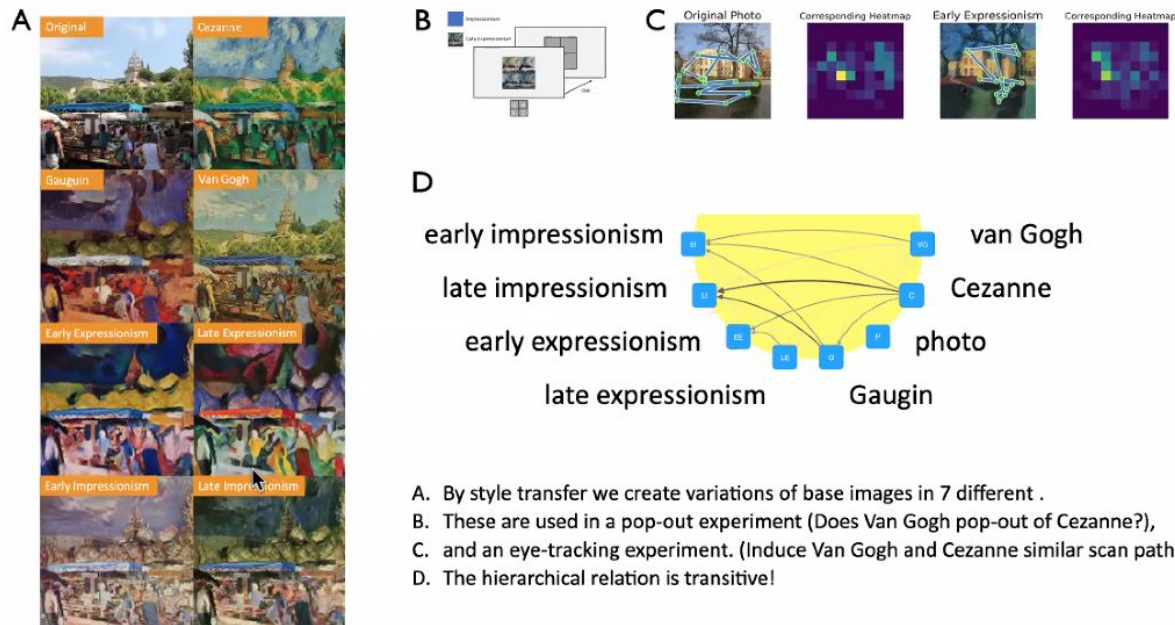 A
Original
Cezanne
Gauguin
Van Gogh
Early Expressionism
Late Expressionism
Early Impressionism
Late Impressionism
B
Impressionism
C
Original Photo
Corresponding Heatmap
Early Expressionism
Corresponding Heatmap
D
early impressionism
EI
VG
van Gogh
late impressionism
LI
C
Cezanne
early expressionism
EE
P
photo
late expressionism
LE
G
Gaugin
A. By style transfer we create variations of base images in 7 different .
B. These are used in a pop-out experiment (Does Van Gogh pop-out of Cezanne?),
C. and an eye-tracking experiment. (Induce Van Gogh and Cezanne similar scan path
D. The hierarchical relation is transitive!